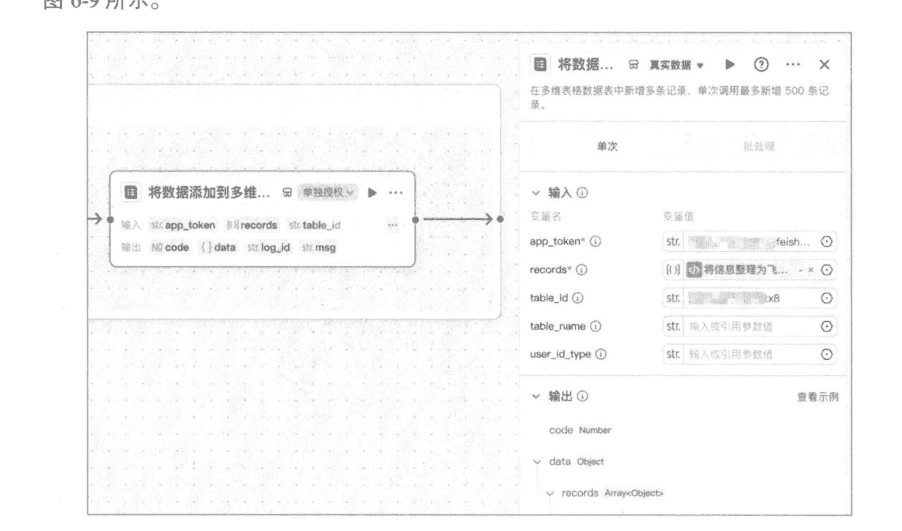 图 6-9 所示。
将数据添加到多维... 单独授权
输入 str. app_token [{}] records str. table_id ...
输出 № code {} data str. log_id str. msg
将数据... 真实数据
在多维表格数据表中新增多条记录，单次调用最多新增 500 条记
录。
单次 批处理
输入
变量名 变量值
app_token* str. feish...
records* [{}] 将信息整理为飞... - ×
table_id str. x8
table_name str. 输入或引用参数值
user_id_type str. 输入或引用参数值
输出 查看示例
code Number
data Object
records Array<Object>